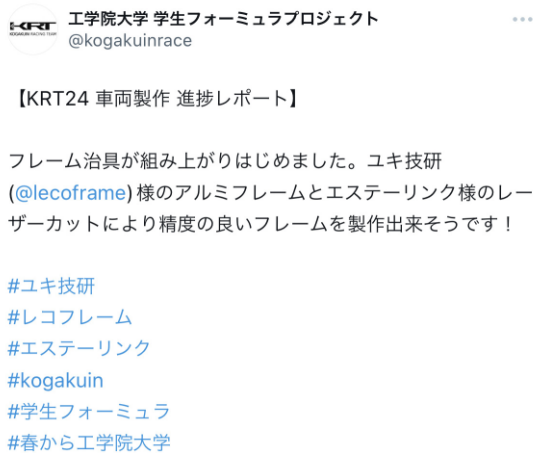 KRT
KOGAKUIN RACING TEAM
工学院大学 学生フォーミュラプロジェクト
@kogakuinrace
【KRT24 車両製作 進捗レポート】
フレーム治具が組み上がりはじめました。ユキ技研
(@lecoframe)様のアルミフレームとエステーリンク様のレー
ザーカットにより精度の良いフレームを製作出来そうです！
#ユキ技研
#レコフレーム
#エステーリンク
#kogakuin
#学生フォーミュラ
#春から工学院大学